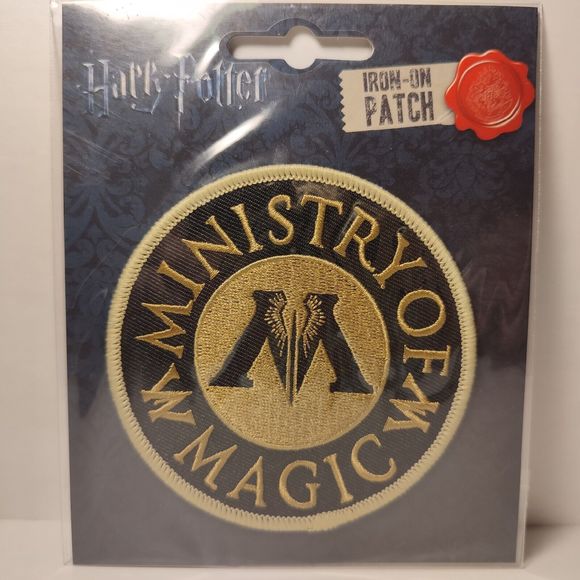 Harry Potter
IRON-ON
PATCH
MINISTRY OF
MAGIC
M